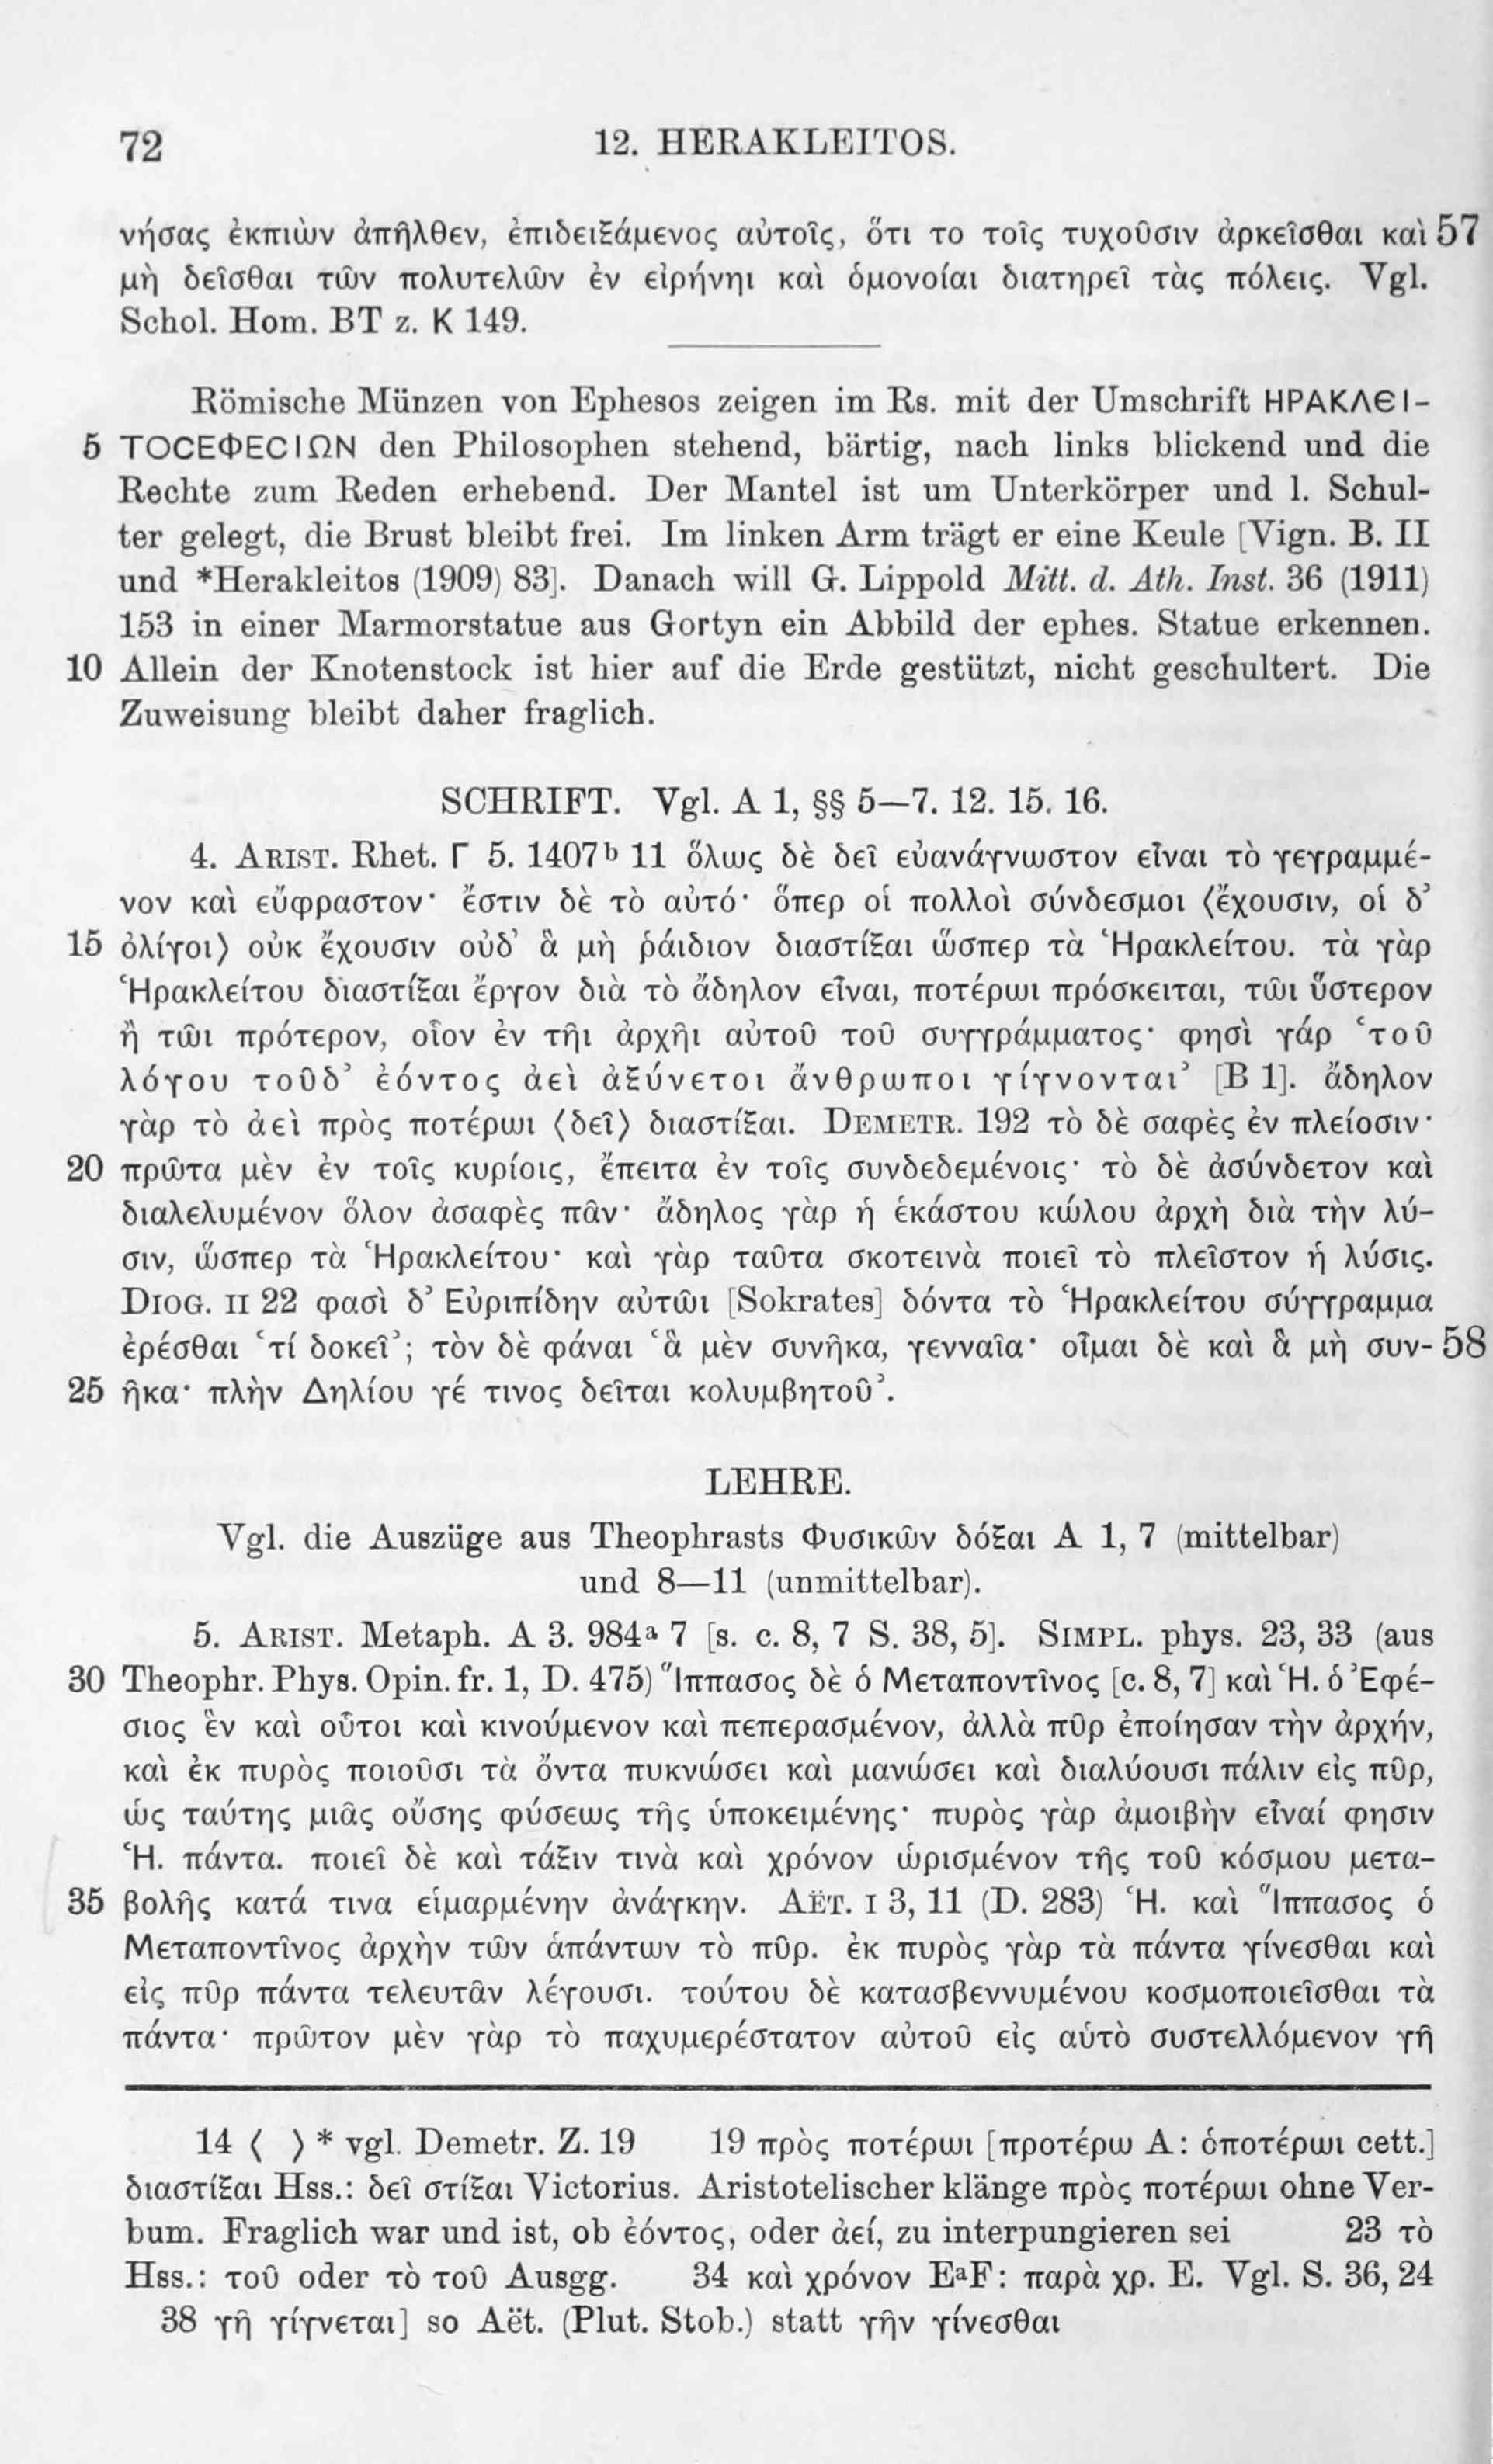 72 12. HERAKLEITOS.
νήσας ἐκπιὼν ἀπῆλθεν, ἐπιδειξάμενος αὐτοῖς, ὅτι το τοῖς τυχοῦσιν ἀρκεῖσθαι καὶ 57
μὴ δεῖσθαι τῶν πολυτελῶν ἐν εἰρήνηι καὶ ὁμονοίαι διατηρεῖ τὰς πόλεις. Vgl.
Schol. Hom. BT z. K 149.
Römische Münzen von Ephesos zeigen im Rs. mit der Umschrift ΗΡΑΚΛЄΙ-
5 ΤΟCΕΦΕCΙΩΝ den Philosophen stehend, bärtig, nach links blickend und die
Rechte zum Reden erhebend. Der Mantel ist um Unterkörper und l. Schul-
ter gelegt, die Brust bleibt frei. Im linken Arm trägt er eine Keule [Vign. B. II
und *Herakleitos (1909) 83]. Danach will G. Lippold Mitt. d. Ath. Inst. 36 (1911)
153 in einer Marmorstatue aus Gortyn ein Abbild der ephes. Statue erkennen.
10 Allein der Knotenstock ist hier auf die Erde gestützt, nicht geschultert. Die
Zuweisung bleibt daher fraglich.
SCHRIFT. Vgl. A 1, §§ 5—7. 12. 15. 16.
4. ARIST. Rhet. Γ 5. 1407ᵇ 11 ὅλως δὲ δεῖ εὐανάγνωστον εἶναι τὸ γεγραμμέ-
νον καὶ εὔφραστον· ἔστιν δὲ τὸ αὐτό· ὅπερ οἱ πολλοὶ σύνδεσμοι ⟨ἔχουσιν, οἱ δ’
15 ὀλίγοι⟩ οὐκ ἔχουσιν οὐδ’ ἃ μὴ ῥάιδιον διαστίξαι ὥσπερ τὰ Ἡρακλείτου. τὰ γὰρ
Ἡρακλείτου διαστίξαι ἔργον διὰ τὸ ἄδηλον εἶναι, ποτέρωι πρόσκειται, τῶι ὕστερον
ἢ τῶι πρότερον, οἷον ἐν τῆι ἀρχῆι αὐτοῦ τοῦ συγγράμματος· φησὶ γάρ ‘τοῦ
λόγου τοῦδ’ ἐόντος ἀεὶ ἀξύνετοι ἄνθρωποι γίγνονται’ [B 1]. ἄδηλον
γὰρ τὸ ἀεὶ πρὸς ποτέρωι ⟨δεῖ⟩ διαστίξαι. DEMETR. 192 τὸ δὲ σαφὲς ἐν πλείοσιν·
20 πρῶτα μὲν ἐν τοῖς κυρίοις, ἔπειτα ἐν τοῖς συνδεδεμένοις· τὸ δὲ ἀσύνδετον καὶ
διαλελυμένον ὅλον ἀσαφὲς πᾶν· ἄδηλος γὰρ ἡ ἑκάστου κώλου ἀρχὴ διὰ τὴν λύ-
σιν, ὥσπερ τὰ Ἡρακλείτου· καὶ γὰρ ταῦτα σκοτεινὰ ποιεῖ τὸ πλεῖστον ἡ λύσις.
DIOG. II 22 φασὶ δ’ Εὐριπίδην αὐτῶι [Sokrates] δόντα τὸ Ἡρακλείτου σύγγραμμα
ἐρέσθαι ‘τί δοκεῖ’; τὸν δὲ φάναι ‘ἃ μὲν συνῆκα, γενναῖα· οἶμαι δὲ καὶ ἃ μὴ συν- 58
25 ῆκα· πλὴν Δηλίου γέ τινος δεῖται κολυμβητοῦ’.
LEHRE.
Vgl. die Auszüge aus Theophrasts Φυσικῶν δόξαι A 1, 7 (mittelbar)
und 8—11 (unmittelbar).
5. ARIST. Metaph. A 3. 984ᵃ 7 [s. c. 8, 7 S. 38, 5]. SIMPL. phys. 23, 33 (aus
30 Theophr. Phys. Opin. fr. 1, D. 475) Ἵππασος δὲ ὁ Μεταποντῖνος [c. 8, 7] καὶ Ἡ. ὁ Ἐφέ-
σιος ἓν καὶ οὗτοι καὶ κινούμενον καὶ πεπερασμένον, ἀλλὰ πῦρ ἐποίησαν τὴν ἀρχήν,
καὶ ἐκ πυρὸς ποιοῦσι τὰ ὄντα πυκνώσει καὶ μανώσει καὶ διαλύουσι πάλιν εἰς πῦρ,
ὡς ταύτης μιᾶς οὔσης φύσεως τῆς ὑποκειμένης· πυρὸς γὰρ ἀμοιβὴν εἶναί φησιν
Ἡ. πάντα. ποιεῖ δὲ καὶ τάξιν τινὰ καὶ χρόνον ὡρισμένον τῆς τοῦ κόσμου μετα-
35 βολῆς κατά τινα εἱμαρμένην ἀνάγκην. AËT. I 3, 11 (D. 283) Ἡ. καὶ Ἵππασος ὁ
Μεταποντῖνος ἀρχὴν τῶν ἁπάντων τὸ πῦρ. ἐκ πυρὸς γὰρ τὰ πάντα γίνεσθαι καὶ
εἰς πῦρ πάντα τελευτᾶν λέγουσι. τούτου δὲ κατασβεννυμένου κοσμοποιεῖσθαι τὰ
πάντα· πρῶτον μὲν γὰρ τὸ παχυμερέστατον αὐτοῦ εἰς αὑτὸ συστελλόμενον γῆ
14 ⟨ ⟩ * vgl. Demetr. Z. 19 19 πρὸς ποτέρωι [προτέρω A: ὁποτέρωι cett.]
διαστίξαι Hss.: δεῖ στίξαι Victorius. Aristotelischer klänge πρὸς ποτέρωι ohne Ver-
bum. Fraglich war und ist, ob ἐόντος, oder ἀεί, zu interpungieren sei 23 τὸ
Hss.: τοῦ oder τὸ τοῦ Ausgg. 34 καὶ χρόνον EᵃF: παρὰ χρ. E. Vgl. S. 36, 24
38 γῆ γίγνεται] so Aët. (Plut. Stob.) statt γῆν γίνεσθαι